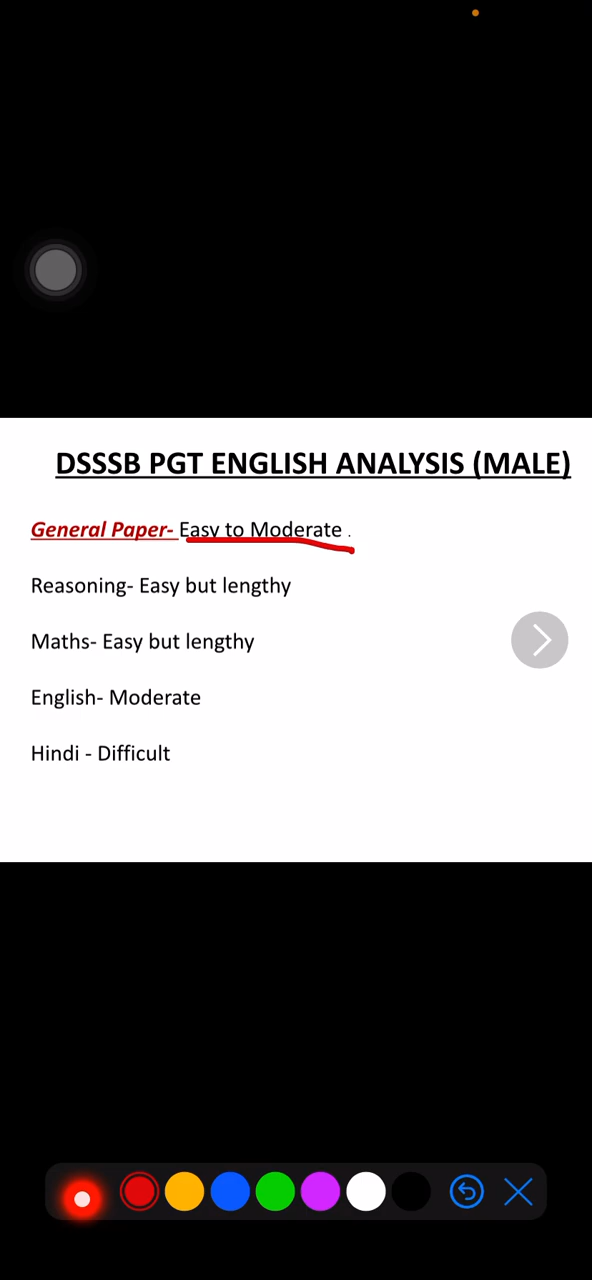 DSSSB PGT ENGLISH ANALYSIS (MALE)
General Paper- Easy to Moderate .
Reasoning- Easy but lengthy
Maths- Easy but lengthy
English- Moderate
Hindi - Difficult